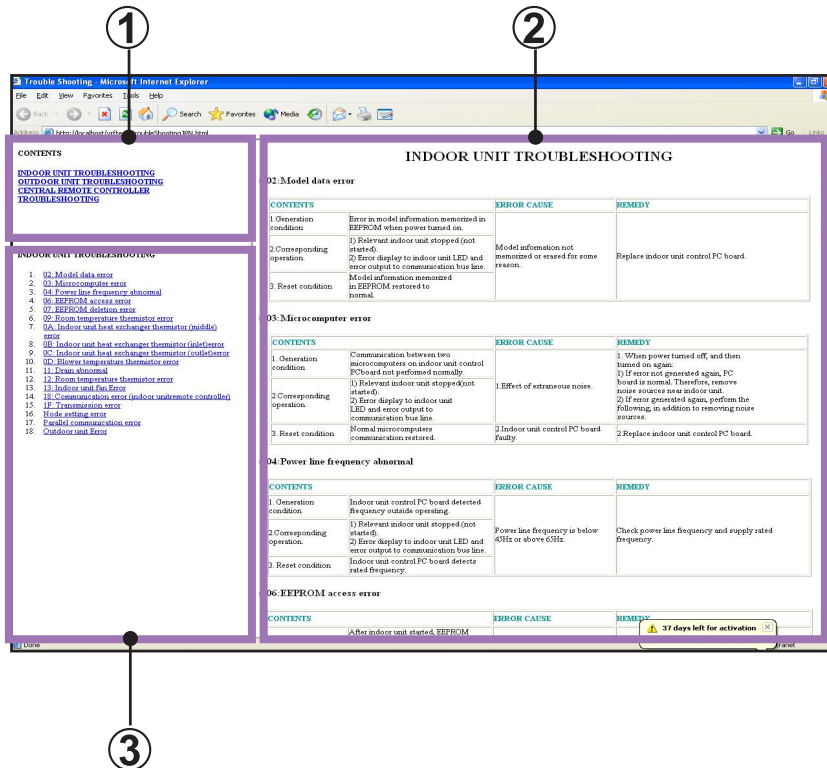 1
2
Trouble Shooting - Microsoft Internet Explorer
File Edit View Favorites Tools Help
Back Search Favorites Media
Address http://localhost/vrftech/TroubleShootingJPN.html Go Links
CONTENTS
INDOOR UNIT TROUBLESHOOTING
OUTDOOR UNIT TROUBLESHOOTING
CENTRAL REMOTE CONTROLLER
TROUBLESHOOTING
INDOOR UNIT TROUBLESHOOTING
1. 02: Model data error
2. 03: Microcomputer error
3. 04: Power line frequency abnormal
4. 06: EEPROM access error
5. 07: EEPROM deletion error
6. 09: Room temperature thermistor error
7. 0A: Indoor unit heat exchanger thermistor (middle)
error
8. 0B: Indoor unit heat exchanger thermistor (inlet)error
9. 0C: Indoor unit heat exchanger thermistor (outlet)error
10. 0D: Blower temperature thermistor error
11. 11: Drain abnormal
12. 12: Room temperature thermistor error
13. 13: Indoor unit fan Error
14. 18: Communication error (indoor unitremote controller)
15. 1F: Transmission error
16. Node setting error
17. Parallel communication error
18. Outdoor unit Error
INDOOR UNIT TROUBLESHOOTING
02:Model data error
CONTENTS ERROR CAUSE REMEDY
1.Generation
condition
Error in model information memorized in
EEPROM when power turned on.
2.Corresponding
operation.
1) Relevant indoor unit stopped (not
started).
2) Error display to indoor unit LED and
error output to communication bus line.
3. Reset condition
Model information memorized
in EEPROM restored to
normal.
Model information not
memorized or erased for some
reason.
Replace indoor unit control PC board.
03:Microcomputer error
CONTENTS ERROR CAUSE REMEDY
1. Generation
condition
Communication between two
microcomputers on indoor unit control
PCboard not performed normally.
2.Corresponding
operation.
1) Relevant indoor unit stopped(not
started).
2) Error display to indoor unit
LED and error output to
communication bus line.
1.Effect of extraneous noise.
1. When power turned off, and then
turned on again:
1) If error not generated again, PC
board is normal. Therefore, remove
noise sources near indoor unit.
2) If error generated again, perform the
following, in addition to removing noise
sources.
3. Reset condition
Normal microcomputers
communication restored.
2.Indoor unit control PC board
faulty.
2.Replace indoor unit control PC board.
04:Power line frequency abnormal
CONTENTS ERROR CAUSE REMEDY
1. Generation
condition
Indoor unit control PC board detected
frequency outside operating.
2.Corresponding
operation.
1) Relevant indoor unit stopped (not
started).
2) Error display to indoor unit LED and
error output to communication bus line.
3. Reset condition
Indoor unit control PC board detects
rated frequency.
Power line frequency is below
45Hz or above 65Hz.
Check power line frequency and supply rated
frequency.
06:EEPROM access error
CONTENTS ERROR CAUSE REMEDY
After indoor unit started, EEPROM
37 days left for activation
Done
3